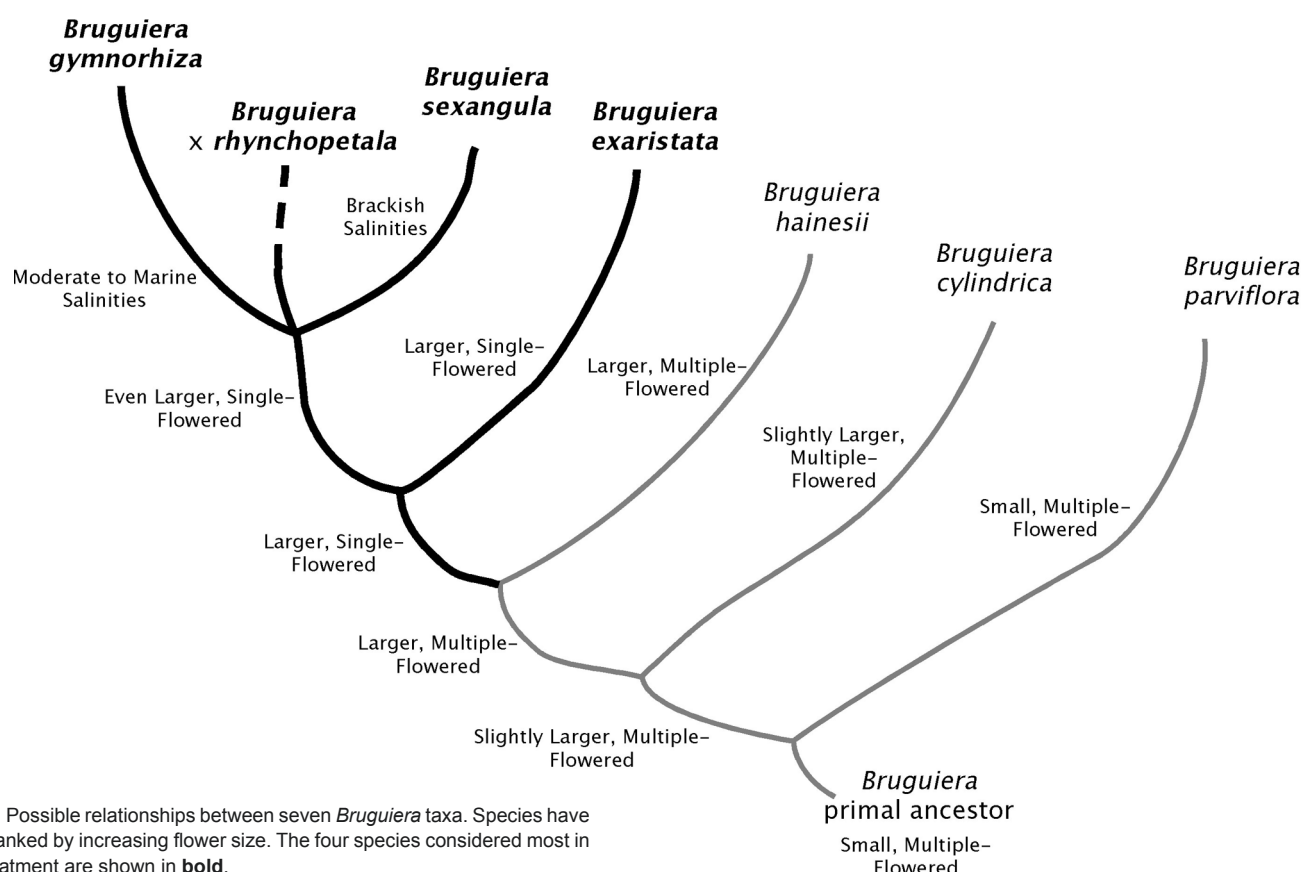 Bruguiera
gymnorhiza
Bruguiera
x rhynchopetala
Bruguiera
sexangula
Bruguiera
exaristata
Bruguiera
hainesii
Bruguiera
cylindrica
Bruguiera
parviflora
Brackish
Salinities
Moderate to Marine
Salinities
Larger, Single-
Flowered
Larger, Multiple-
Flowered
Even Larger, Single-
Flowered
Slightly Larger,
Multiple-
Flowered
Small, Multiple-
Flowered
Larger, Single-
Flowered
Larger, Multiple-
Flowered
Slightly Larger, Multiple-
Flowered
Bruguiera
primal ancestor
Small, Multiple-
Flowered
Possible relationships between seven Bruguiera taxa. Species have
anked by increasing flower size. The four species considered most in
eatment are shown in bold.